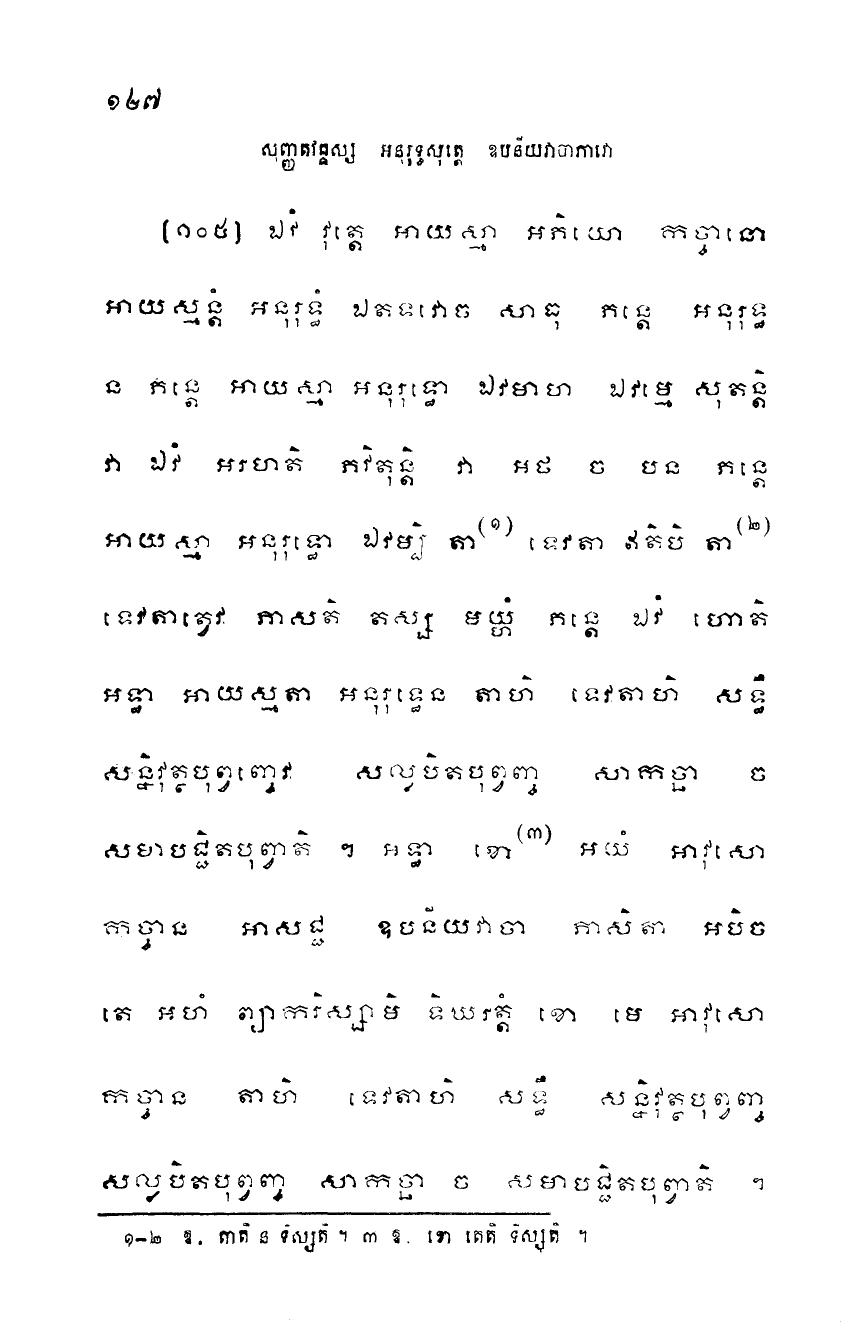 ១២៧
សុញ្ញតវគ្គស្ស អនុរុទ្ធសុត្តេ ឧបនីយវាចាភាវោ
[១០៥] ឯវំ វុត្តេ អាយស្មា អភិយោ កច្ចានោ
អាយស្មន្តំ អនុរុទ្ធំ ឯតទវោច សាធុ ភន្តេ អនុរុទ្ធ
ន ភន្តេ អាយស្មា អនុរុទ្ធោ ឯវមាហ ឯវម្មេ សុតន្តិ
វា ឯវំ អរហតិ ភវិតុន្តិ វា អថ ច បន ភន្តេ
អាយស្មា អនុរុទ្ធោ ឯវម្បិ តា(១) ទេវតា ឥតិបិ តា(២)
ទេវតាត្វេវ ភាសតិ តស្ស មយ្ហំ ភន្តេ ឯវំ ហោតិ
អទ្ធា អាយស្មតា អនុរុទ្ធេន តាហិ ទេវតាហិ សទ្ធឹ
សន្និវុត្ថបុព្វញ្ចេវ សល្លបិតបុព្វញ្ច សាកច្ឆា ច
សមាបជ្ជិតបុព្វាតិ ។ អទ្ធា ខោ(៣) អយំ អាវុសោ
កច្ចាន អាសជ្ជ ឧបនីយវាចា ភាសិតា អបិច
តេ អហំ ព្យាករិស្សាមិ ទិឃរត្តំ ខោ មេ អាវុសោ
កច្ចាន តាហិ ទេវតាហិ សទ្ធឹ សន្និវុត្ថបុព្វញ្ច
សល្លបិតបុព្វញ្ច សាកច្ឆា ច សមាបជ្ជិតបុព្វាតិ ។
១-២ ឱ. តាតិ ន ទិស្សតិ ។ ៣ ឱ. ខោ តេតិ ទិស្សតិ ។